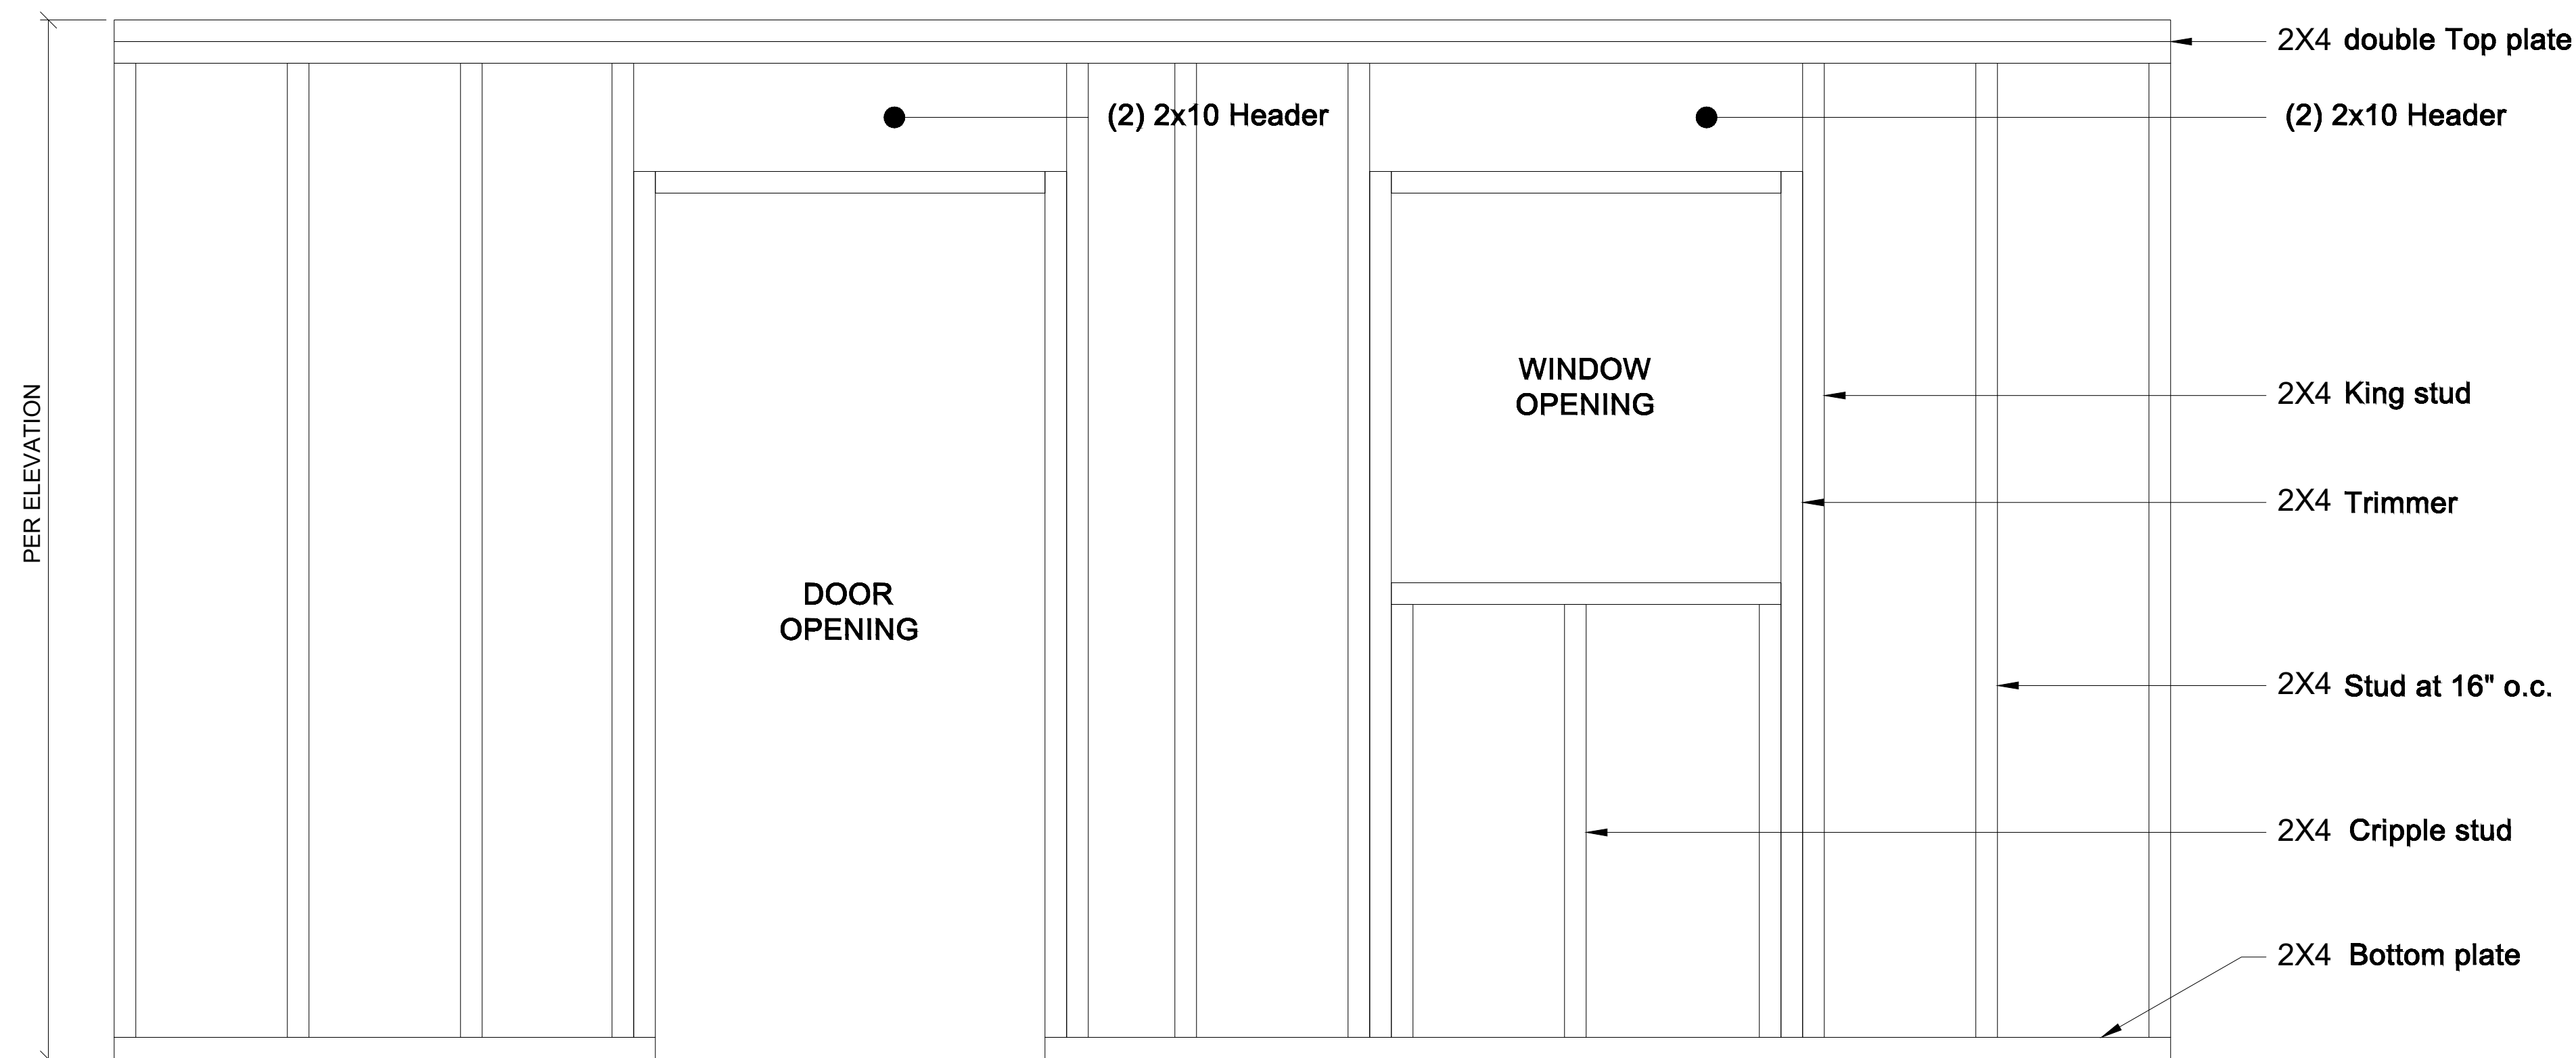 2X4 double Top plate
(2) 2x10 Header
(2) 2x10 Header
WINDOW
OPENING
2X4 King stud
PER ELEVATION
2X4 Trimmer
DOOR
OPENING
2X4 Stud at 16" o.c.
2X4 Cripple stud
2X4 Bottom plate